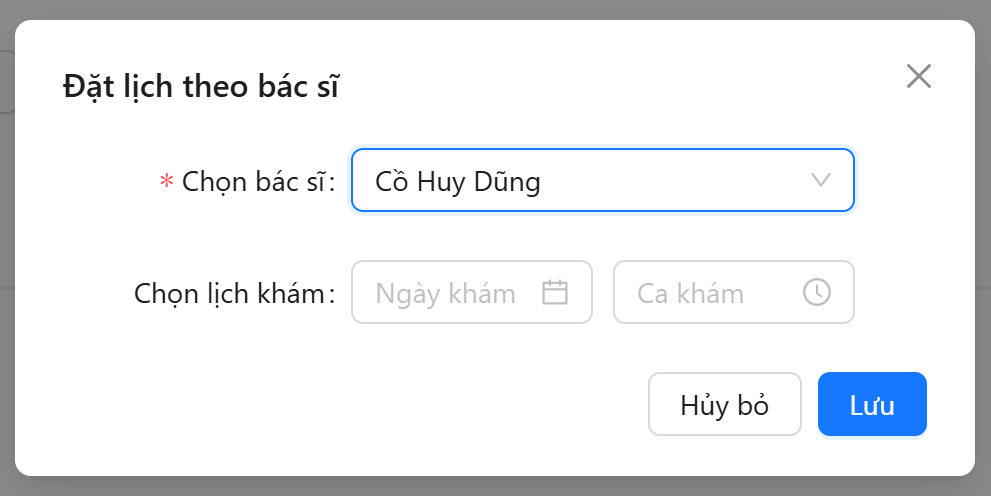 Đặt lịch theo bác sĩ
* Chọn bác sĩ: Cồ Huy Dũng
Chọn lịch khám: Ngày khám Ca khám
Hủy bỏ Lưu